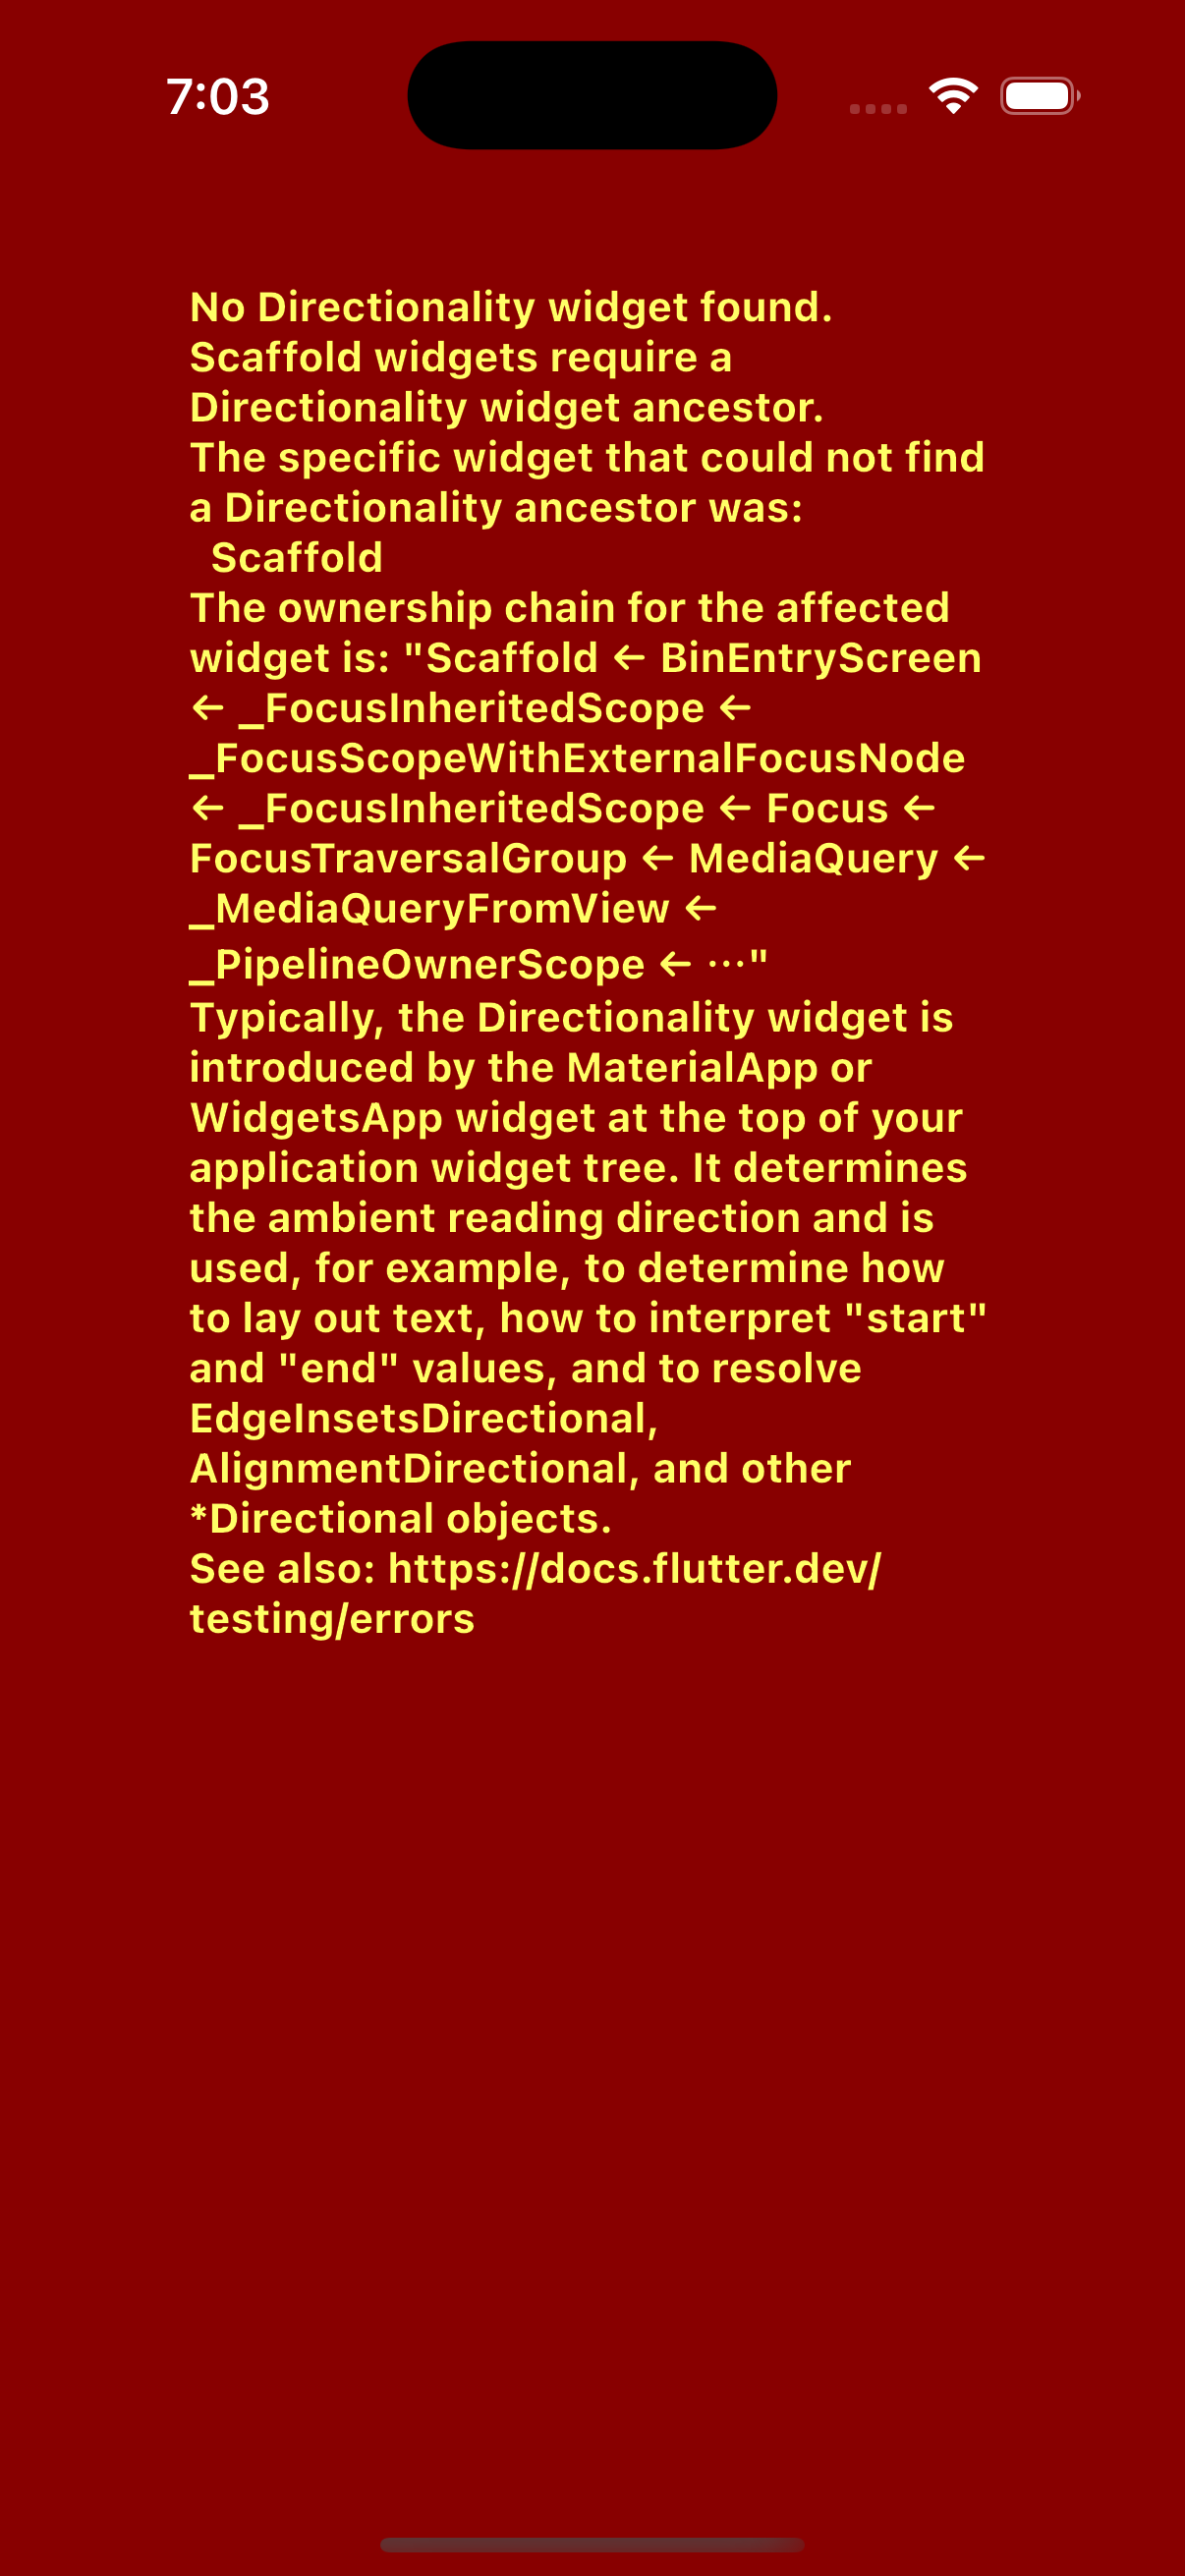 7:03
No Directionality widget found.
Scaffold widgets require a
Directionality widget ancestor.
The specific widget that could not find
a Directionality ancestor was:
  Scaffold
The ownership chain for the affected
widget is: "Scaffold ← BinEntryScreen
← _FocusInheritedScope ←
_FocusScopeWithExternalFocusNode
← _FocusInheritedScope ← Focus ←
FocusTraversalGroup ← MediaQuery ←
_MediaQueryFromView ←
_PipelineOwnerScope ← ⋯"
Typically, the Directionality widget is
introduced by the MaterialApp or
WidgetsApp widget at the top of your
application widget tree. It determines
the ambient reading direction and is
used, for example, to determine how
to lay out text, how to interpret "start"
and "end" values, and to resolve
EdgeInsetsDirectional,
AlignmentDirectional, and other
*Directional objects.
See also: https://docs.flutter.dev/
testing/errors